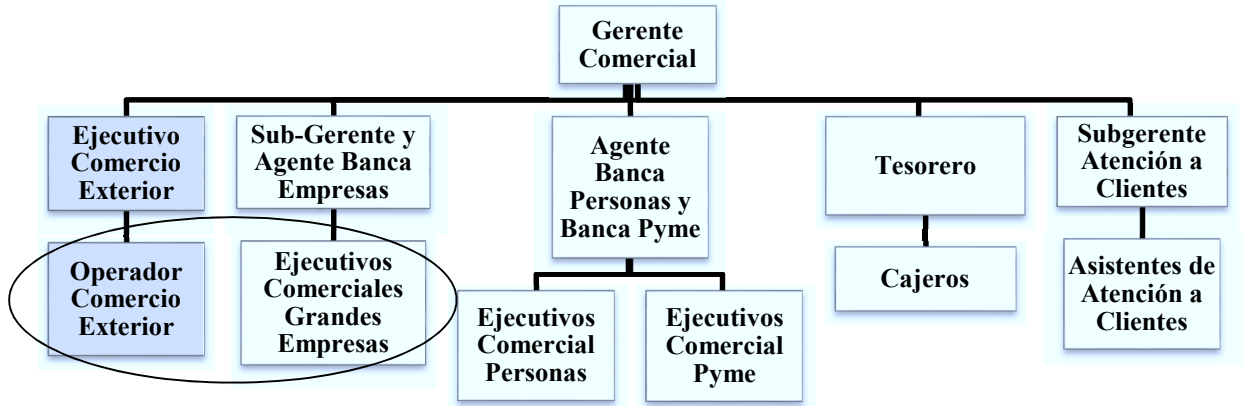 Gerente
Comercial
Ejecutivo
Comercio
Exterior
Sub-Gerente y
Agente Banca
Empresas
Agente
Banca
Personas y
Banca Pyme
Tesorero
Subgerente
Atención a
Clientes
Operador
Comercio
Exterior
Ejecutivos
Comerciales
Grandes
Empresas
Ejecutivos
Comercial
Personas
Ejecutivos
Comercial
Pyme
Cajeros
Asistentes de
Atención a
Clientes